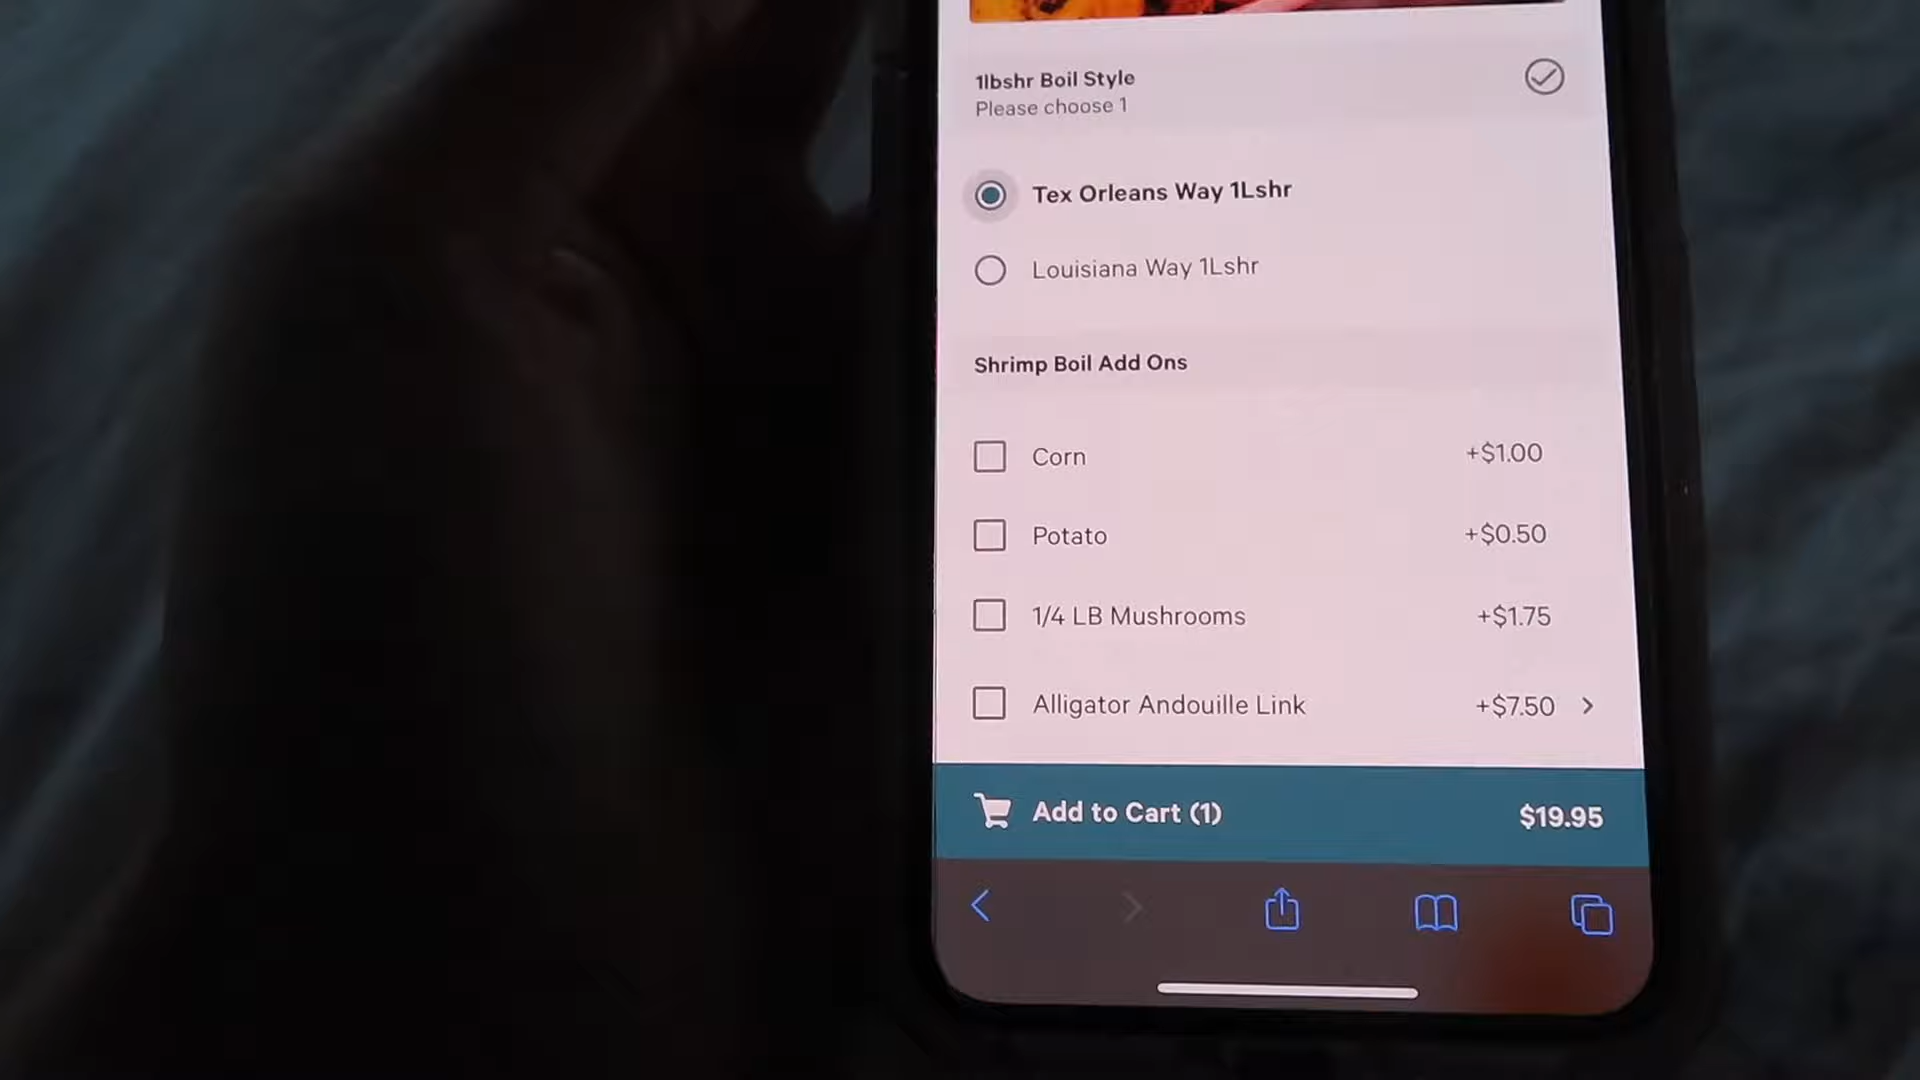 1lbshr Boil Style
Please choose 1
Tex Orleans Way 1Lshr
Louisiana Way 1Lshr
Shrimp Boil Add Ons
Corn +$1.00
Potato +$0.50
1/4 LB Mushrooms +$1.75
Alligator Andouille Link +$7.50
Add to Cart (1) $19.95